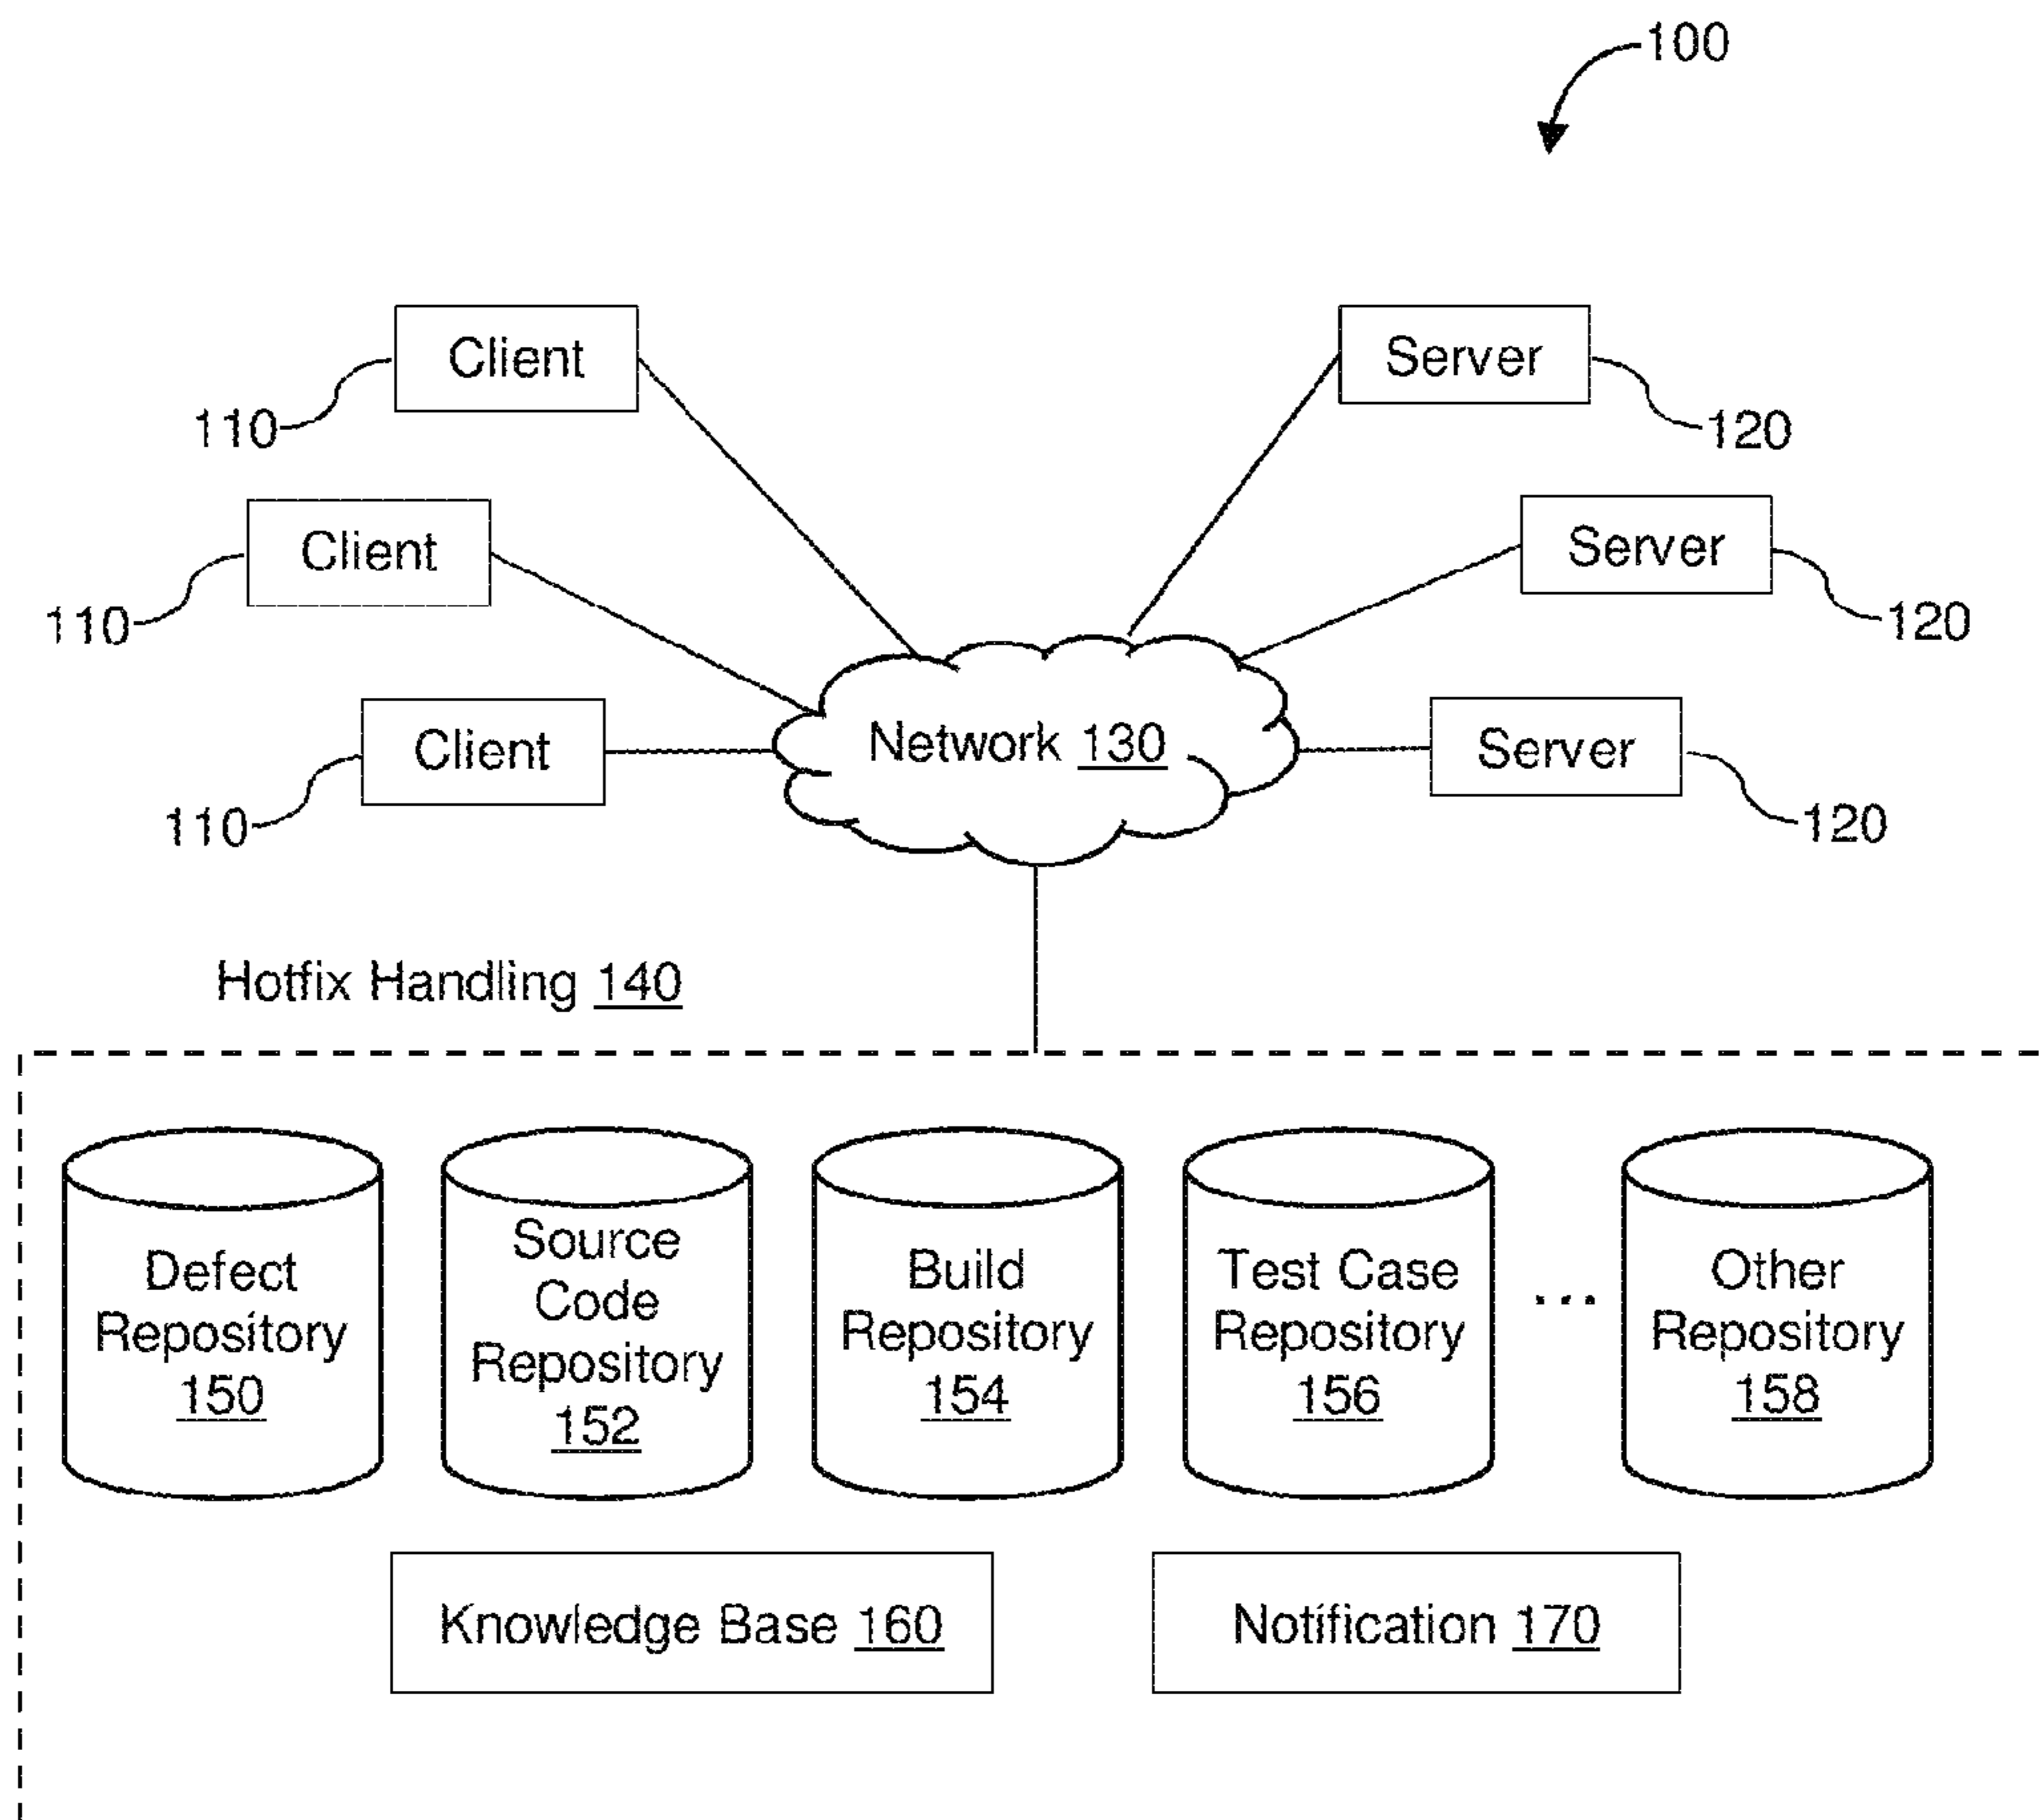 100
Client
Server
110
120
Client
Server
110
120
Client
Network 130
Server
110
120
Hotfix Handling 140
Defect
Repository
150
Source
Code
Repository
152
Build
Repository
154
Test Case
Repository
156
...
Other
Repository
158
Knowledge Base 160
Notification 170